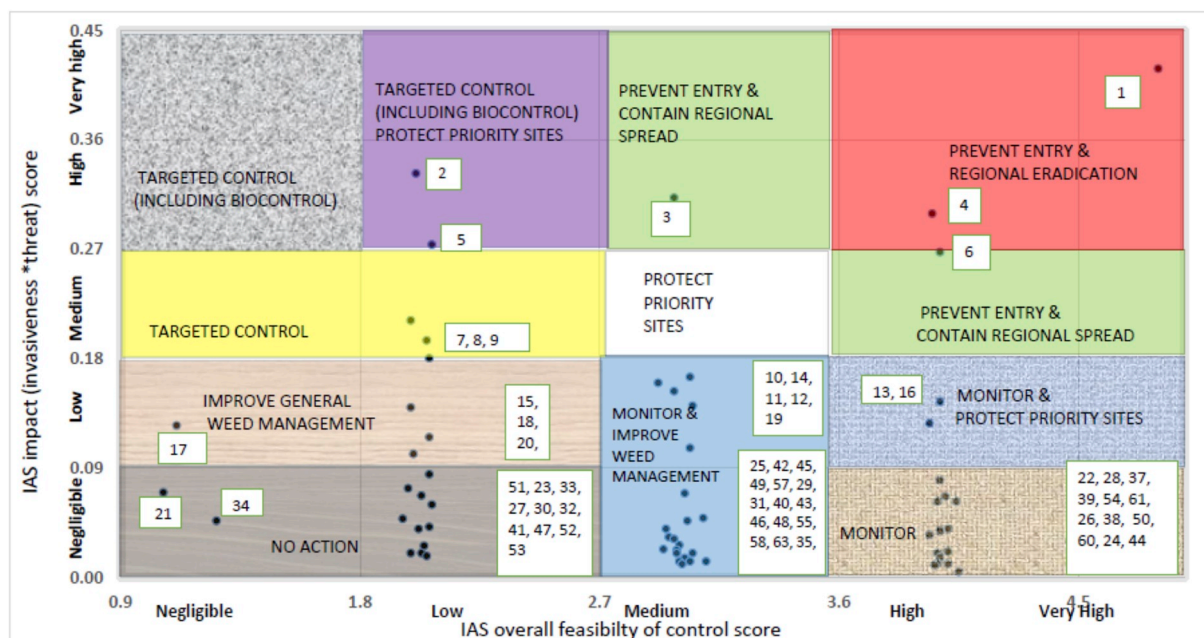 0.45
Very high
TARGETED CONTROL
(INCLUDING BIOCONTROL)
PROTECT PRIORITY SITES
PREVENT ENTRY &
CONTAIN REGIONAL
SPREAD
1
0.36
High
2
TARGETED CONTROL
(INCLUDING BIOCONTROL)
PREVENT ENTRY &
REGIONAL ERADICATION
3
4
5
6
0.27
IAS impact (invasiveness *threat) score
Medium
TARGETED CONTROL
7, 8, 9
PROTECT
PRIORITY
SITES
PREVENT ENTRY &
CONTAIN REGIONAL SPREAD
0.18
Low
IMPROVE GENERAL
WEED MANAGEMENT
17
15,
18,
20,
MONITOR &
IMPROVE
WEED
MANAGEMENT
10, 14,
11, 12,
19
13, 16
MONITOR &
PROTECT PRIORITY SITES
0.09
Neglligible
21
34
NO ACTION
51, 23, 33,
27, 30, 32,
41, 47, 52,
53
25, 42, 45,
49, 57, 29,
31, 40, 43,
46, 48, 55,
58, 63, 35,
MONITOR
22, 28, 37,
39, 54, 61,
26, 38, 50,
60, 24, 44
0.00
0.9
1.8
2.7
3.6
4.5
Negligible
Low
Medium
High
Very High
IAS overall feasibilty of control score